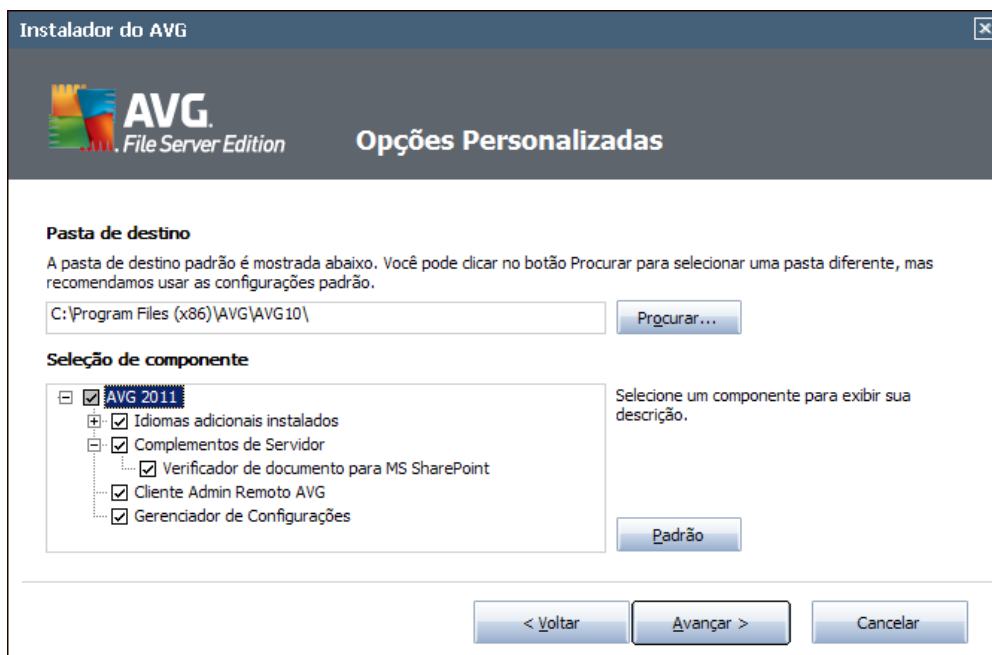 Instalador do AVG
AVG.
File Server Edition
Opções Personalizadas
Pasta de destino
A pasta de destino padrão é mostrada abaixo. Você pode clicar no botão Procurar para selecionar uma pasta diferente, mas
recomendamos usar as configurações padrão.
C:\Program Files (x86)\AVG\AVG10\
Procurar...
Seleção de componente
AVG 2011
Idiomas adicionais instalados
Complementos de Servidor
Verificador de documento para MS SharePoint
Cliente Admin Remoto AVG
Gerenciador de Configurações
Selecione um componente para exibir sua
descrição.
Padrão
< Voltar
Avançar >
Cancelar